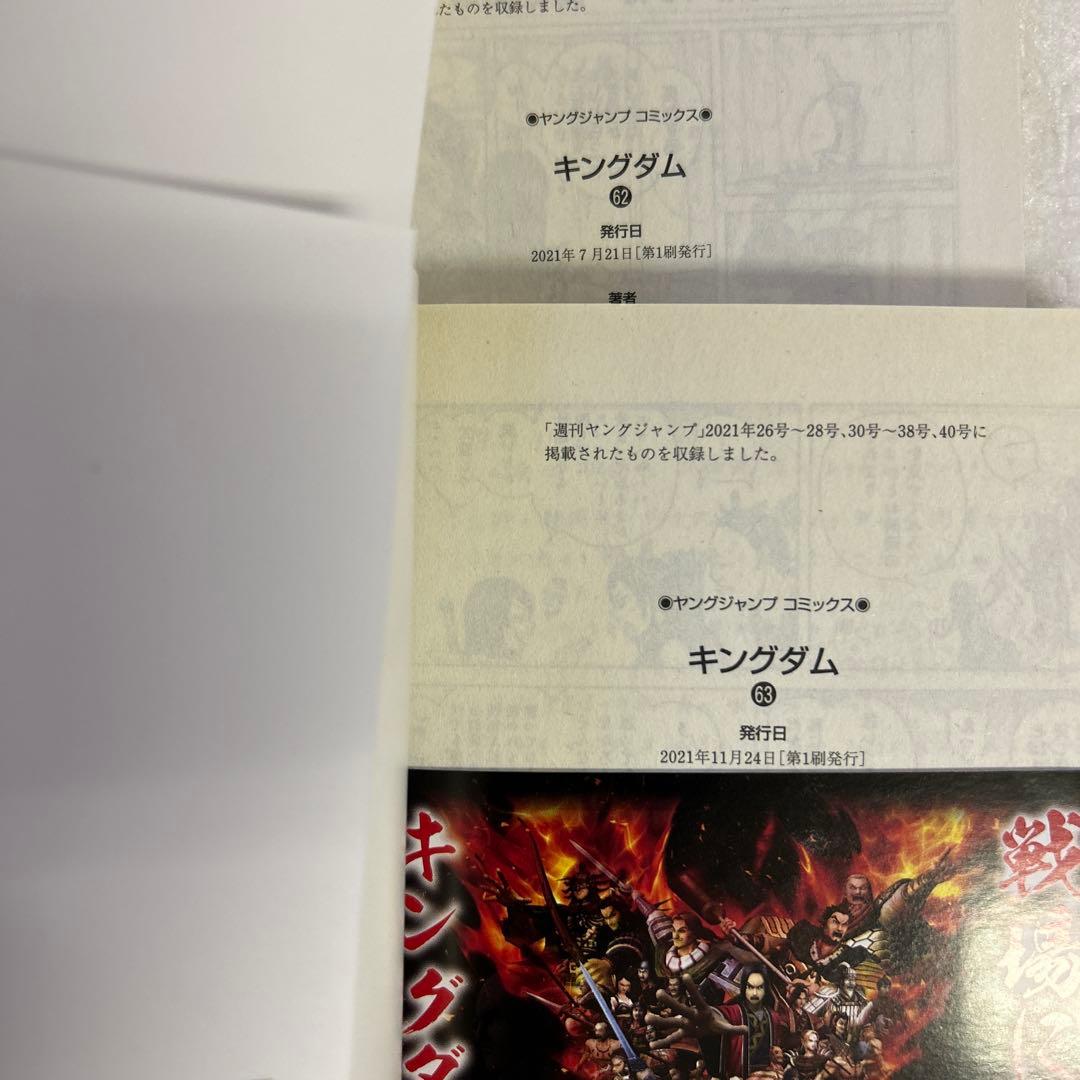 たものを収録しました。
◉ヤングジャンプ コミックス◉
キングダム
62
発行日
2021年7月21日[第1刷発行]
著者
「週刊ヤングジャンプ」2021年26号〜28号、30号〜38号、40号に
掲載されたものを収録しました。
◉ヤングジャンプ コミックス◉
キングダム
63
発行日
2021年11月24日[第1刷発行]
キングダ
戦場に